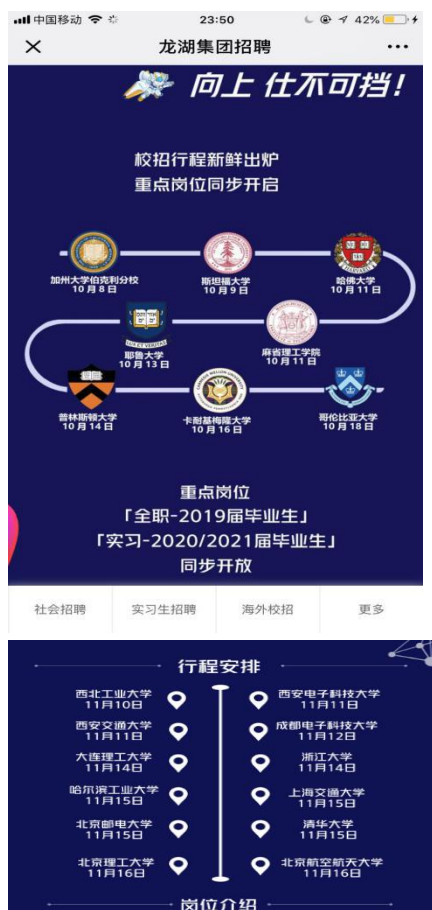 中国移动 23:50 42%
龙湖集团招聘
向上 仕不可挡!
校招行程新鲜出炉
重点岗位同步开启
加州大学伯克利分校
10月8日
斯坦福大学
10月9日
哈佛大学
10月11日
麻省理工学院
10月11日
耶鲁大学
10月13日
普林斯顿大学
10月14日
卡耐基梅隆大学
10月16日
哥伦比亚大学
10月18日
重点岗位
「全职-2019届毕业生」
「实习-2020/2021届毕业生」
同步开放
社会招聘 实习生招聘 海外校招 更多
行程安排
西北工业大学
11月10日
西安电子科技大学
11月11日
西安交通大学
11月11日
成都电子科技大学
11月12日
大连理工大学
11月14日
浙江大学
11月14日
哈尔滨工业大学
11月15日
上海交通大学
11月15日
北京邮电大学
11月15日
清华大学
11月15日
北京理工大学
11月16日
北京航空航天大学
11月16日
岗位介绍